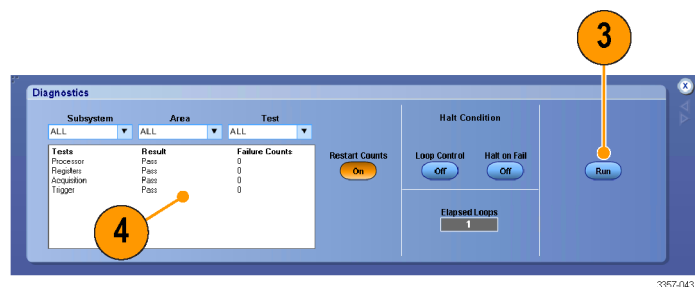 3
Diagnostics
X
Subsystem Area Test
ALL ALL ALL
Halt Condition
Tests Result Failure Counts
Processor Pass 0
Registers Pass 0
Acquisition Pass 0
Trigger Pass 0
Restart Counts
On
Loop Control Halt on Fail
Off Off
Run
Elapsed Loops
1
4
3357-043